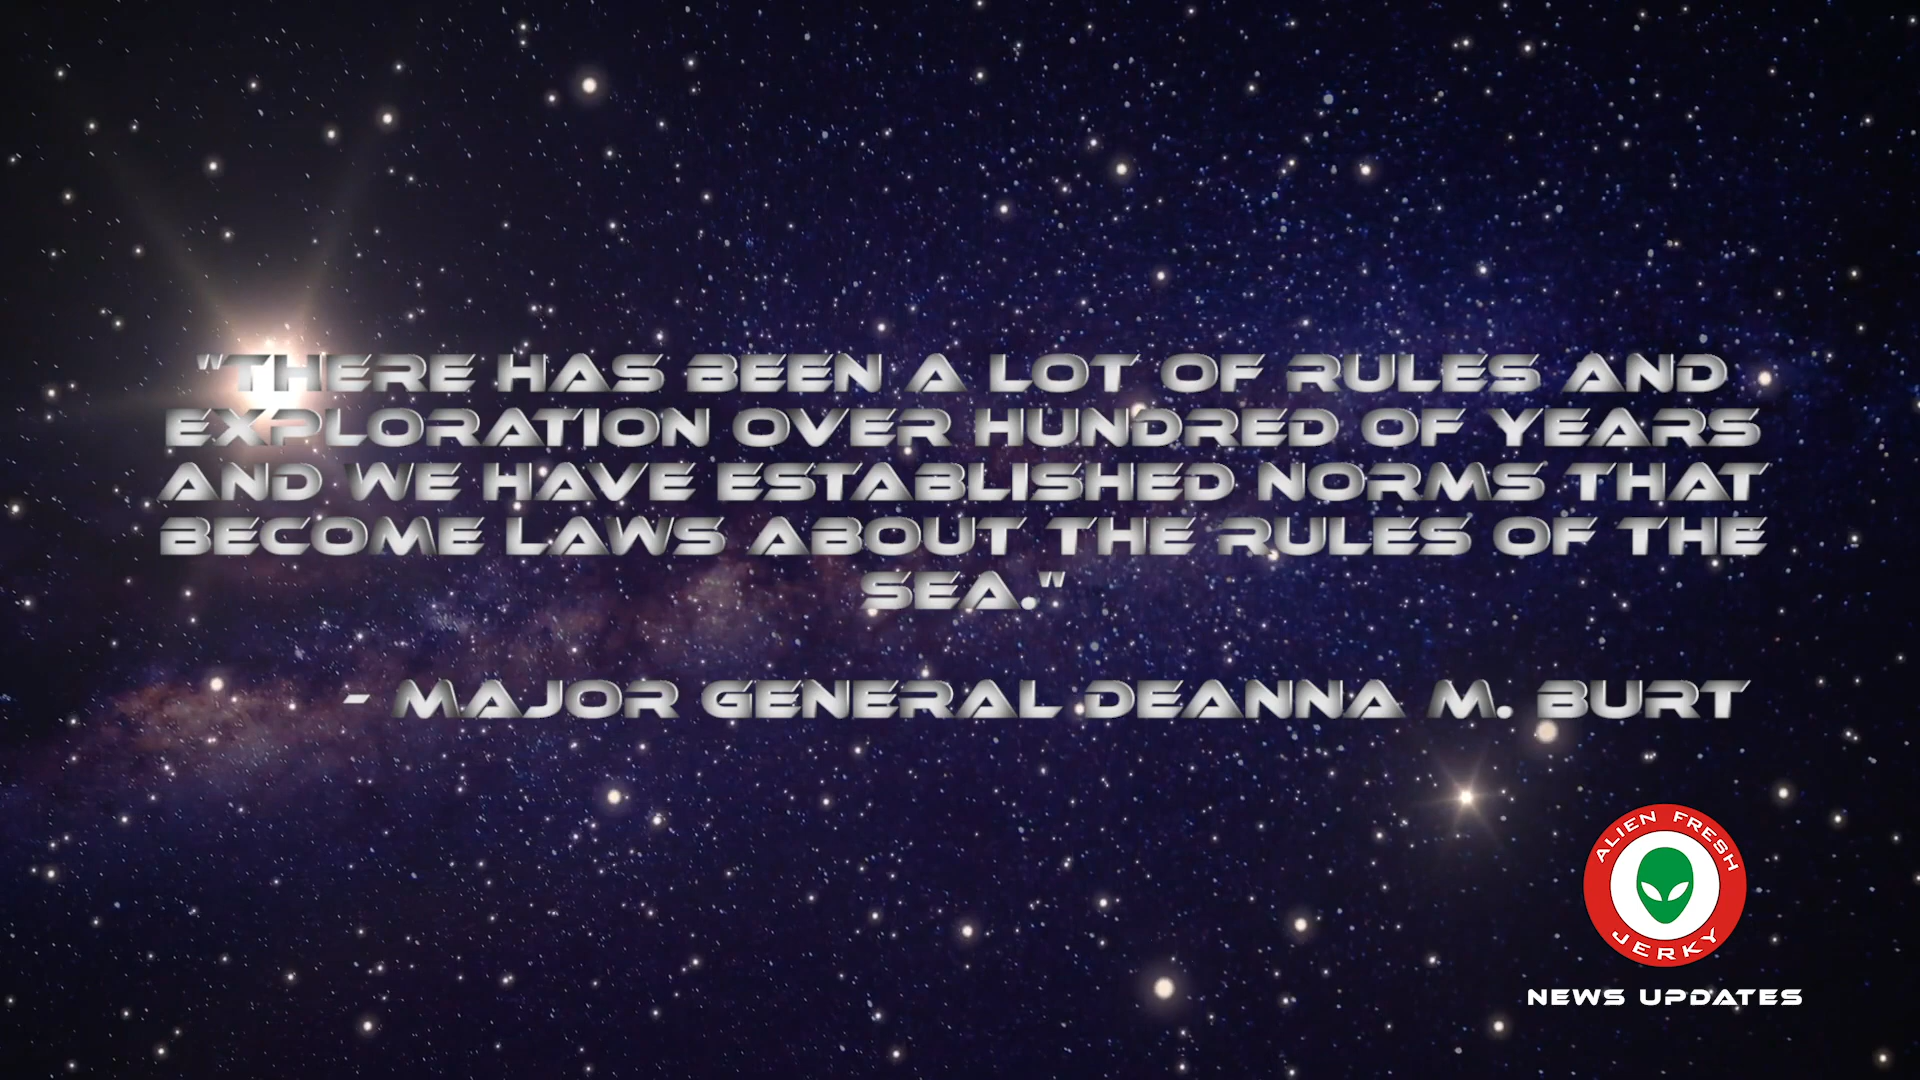 "THERE HAS BEEN A LOT OF RULES AND
EXPLORATION OVER HUNDRED OF YEARS
AND WE HAVE ESTABLISHED NORMS THAT
BECOME LAWS ABOUT THE RULES OF THE
SEA."
- MAJOR GENERAL DEANNA M. BURT
ALIEN FRESH
JERKY
NEWS UPDATES